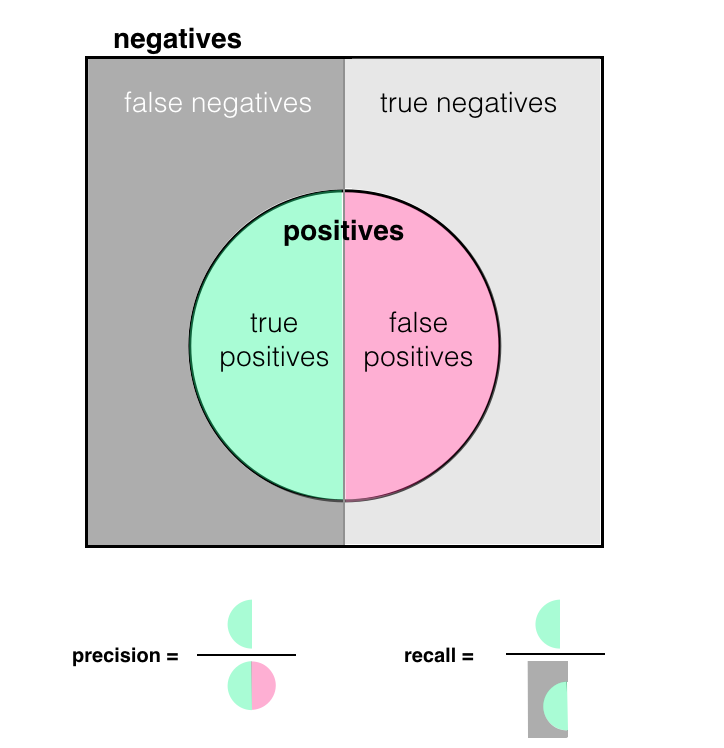 negatives
false negatives
true negatives
positives
true
positives
false
positives
precision =
recall =